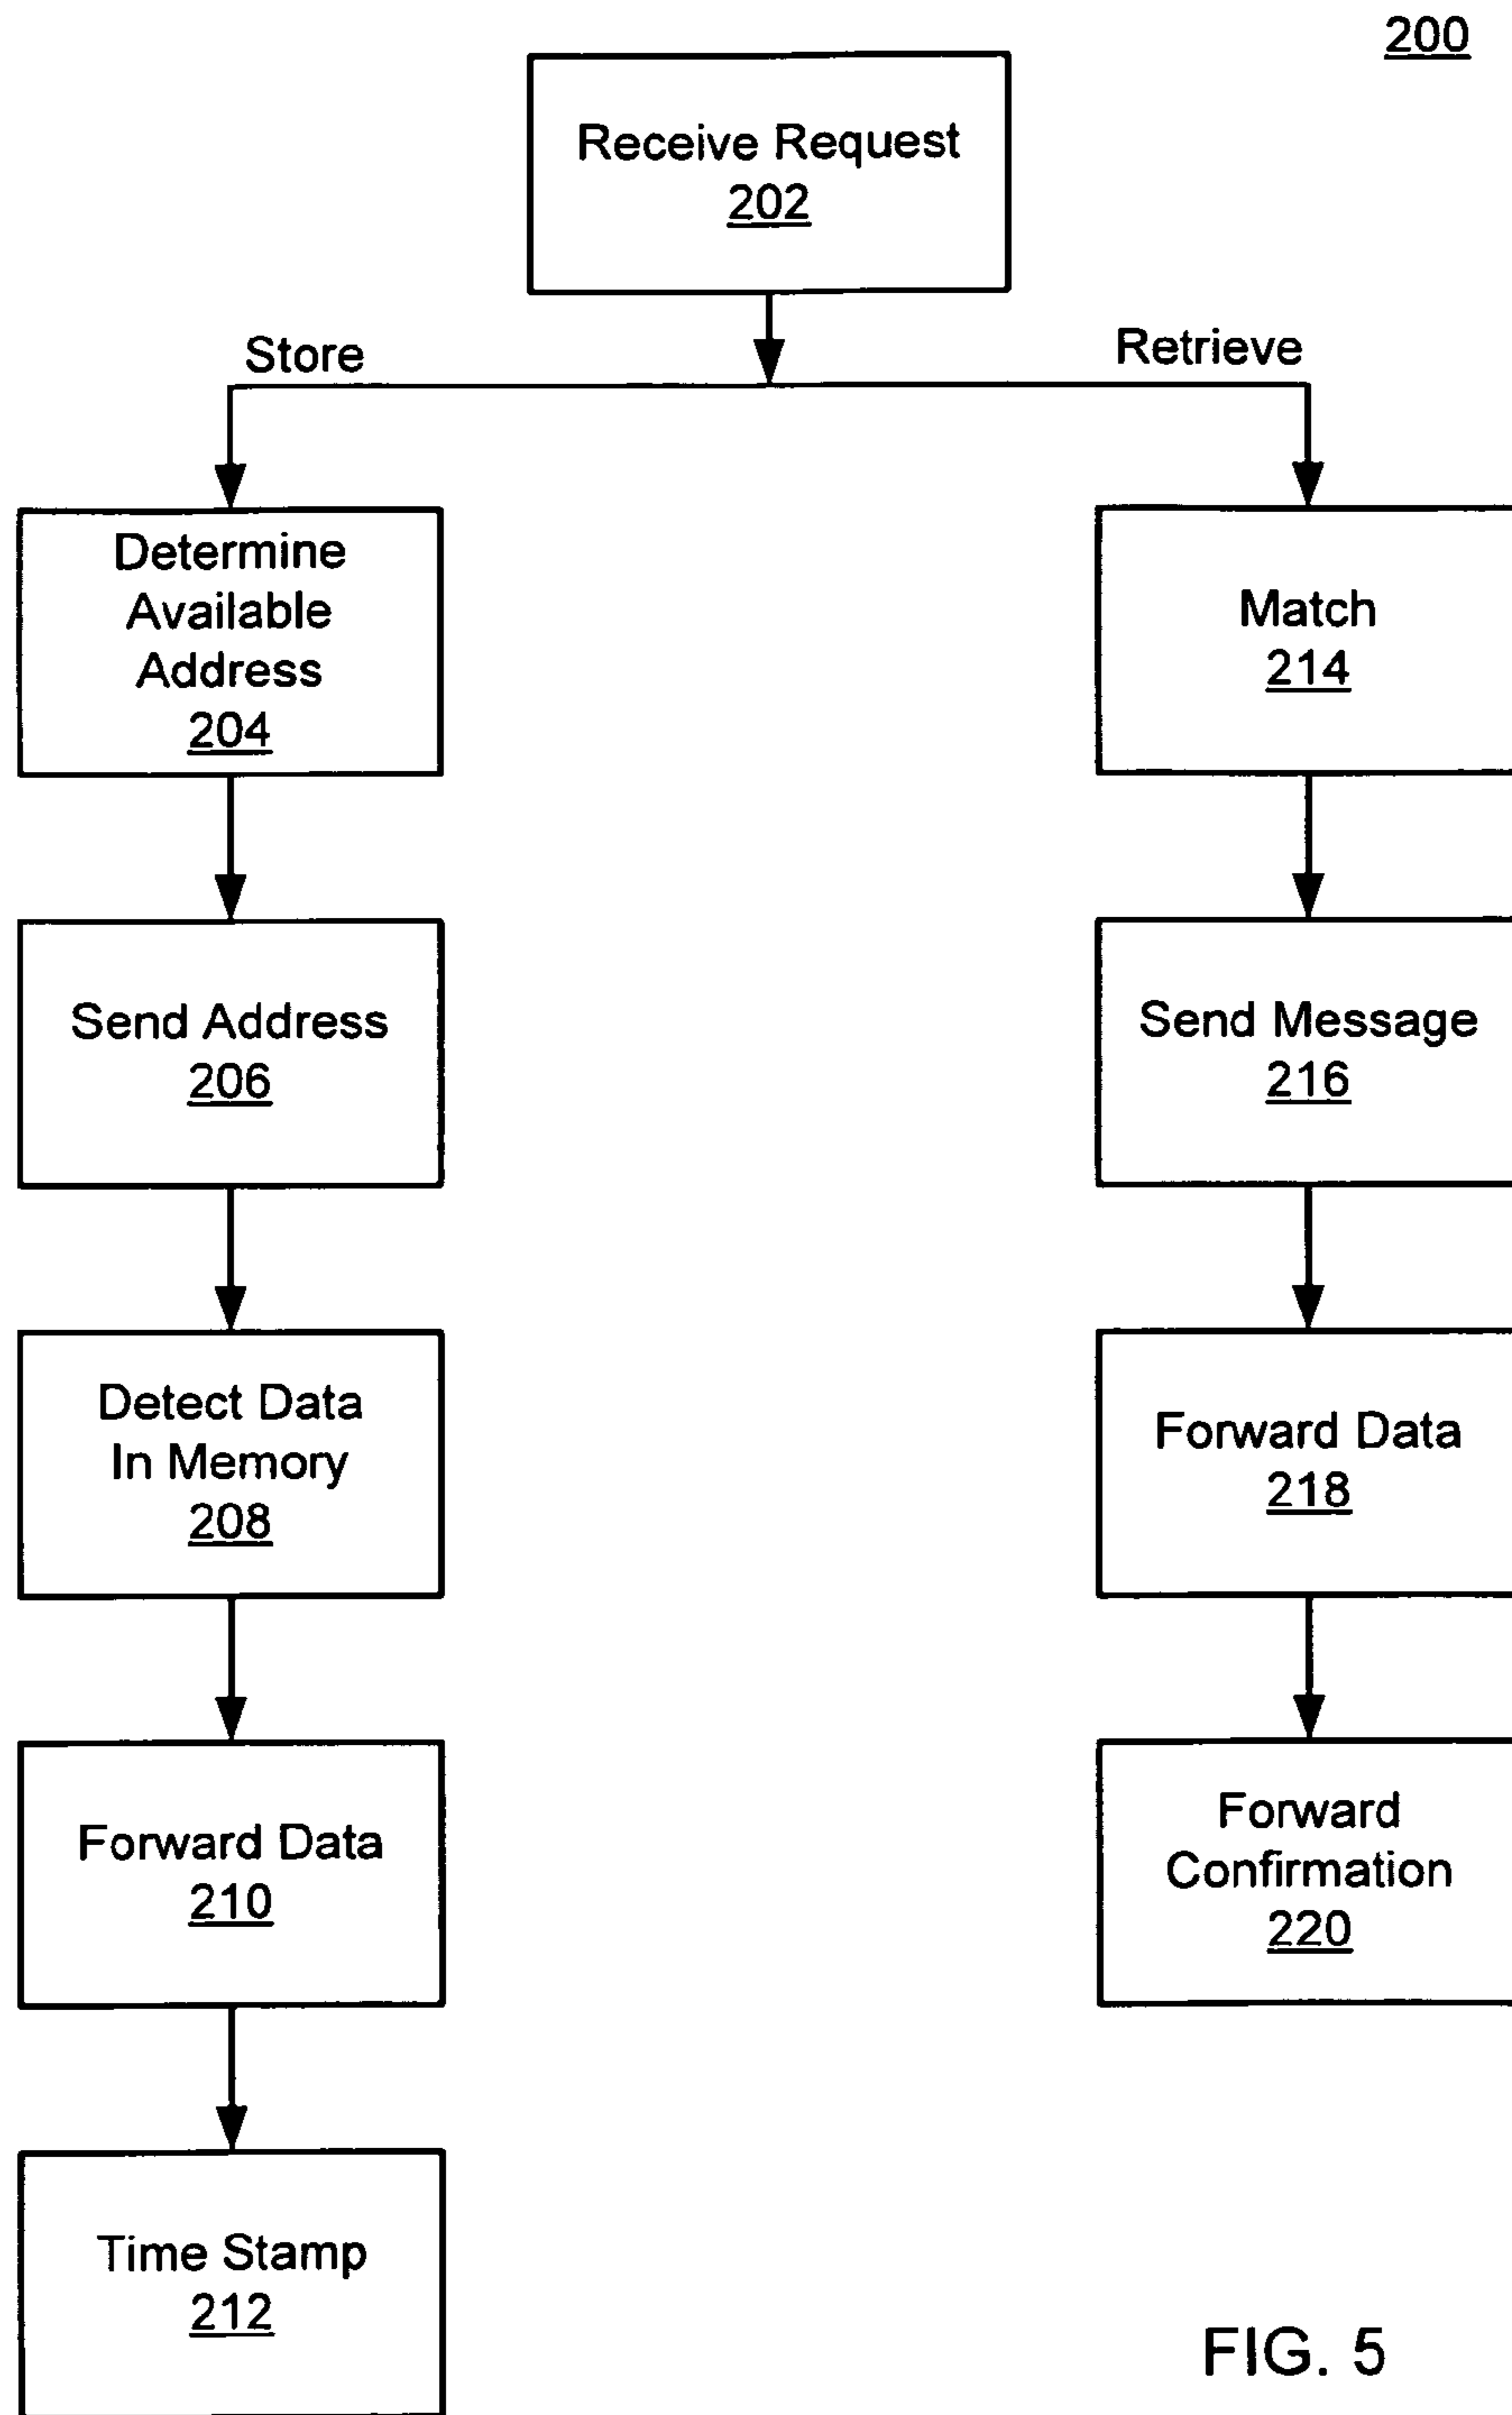 200
Receive Request
202
Store
Retrieve
Determine
Available
Address
204
Match
214
Send Address
206
Send Message
216
Detect Data
In Memory
208
Forward Data
218
Forward Data
210
Forward
Confirmation
220
Time Stamp
212
FIG. 5